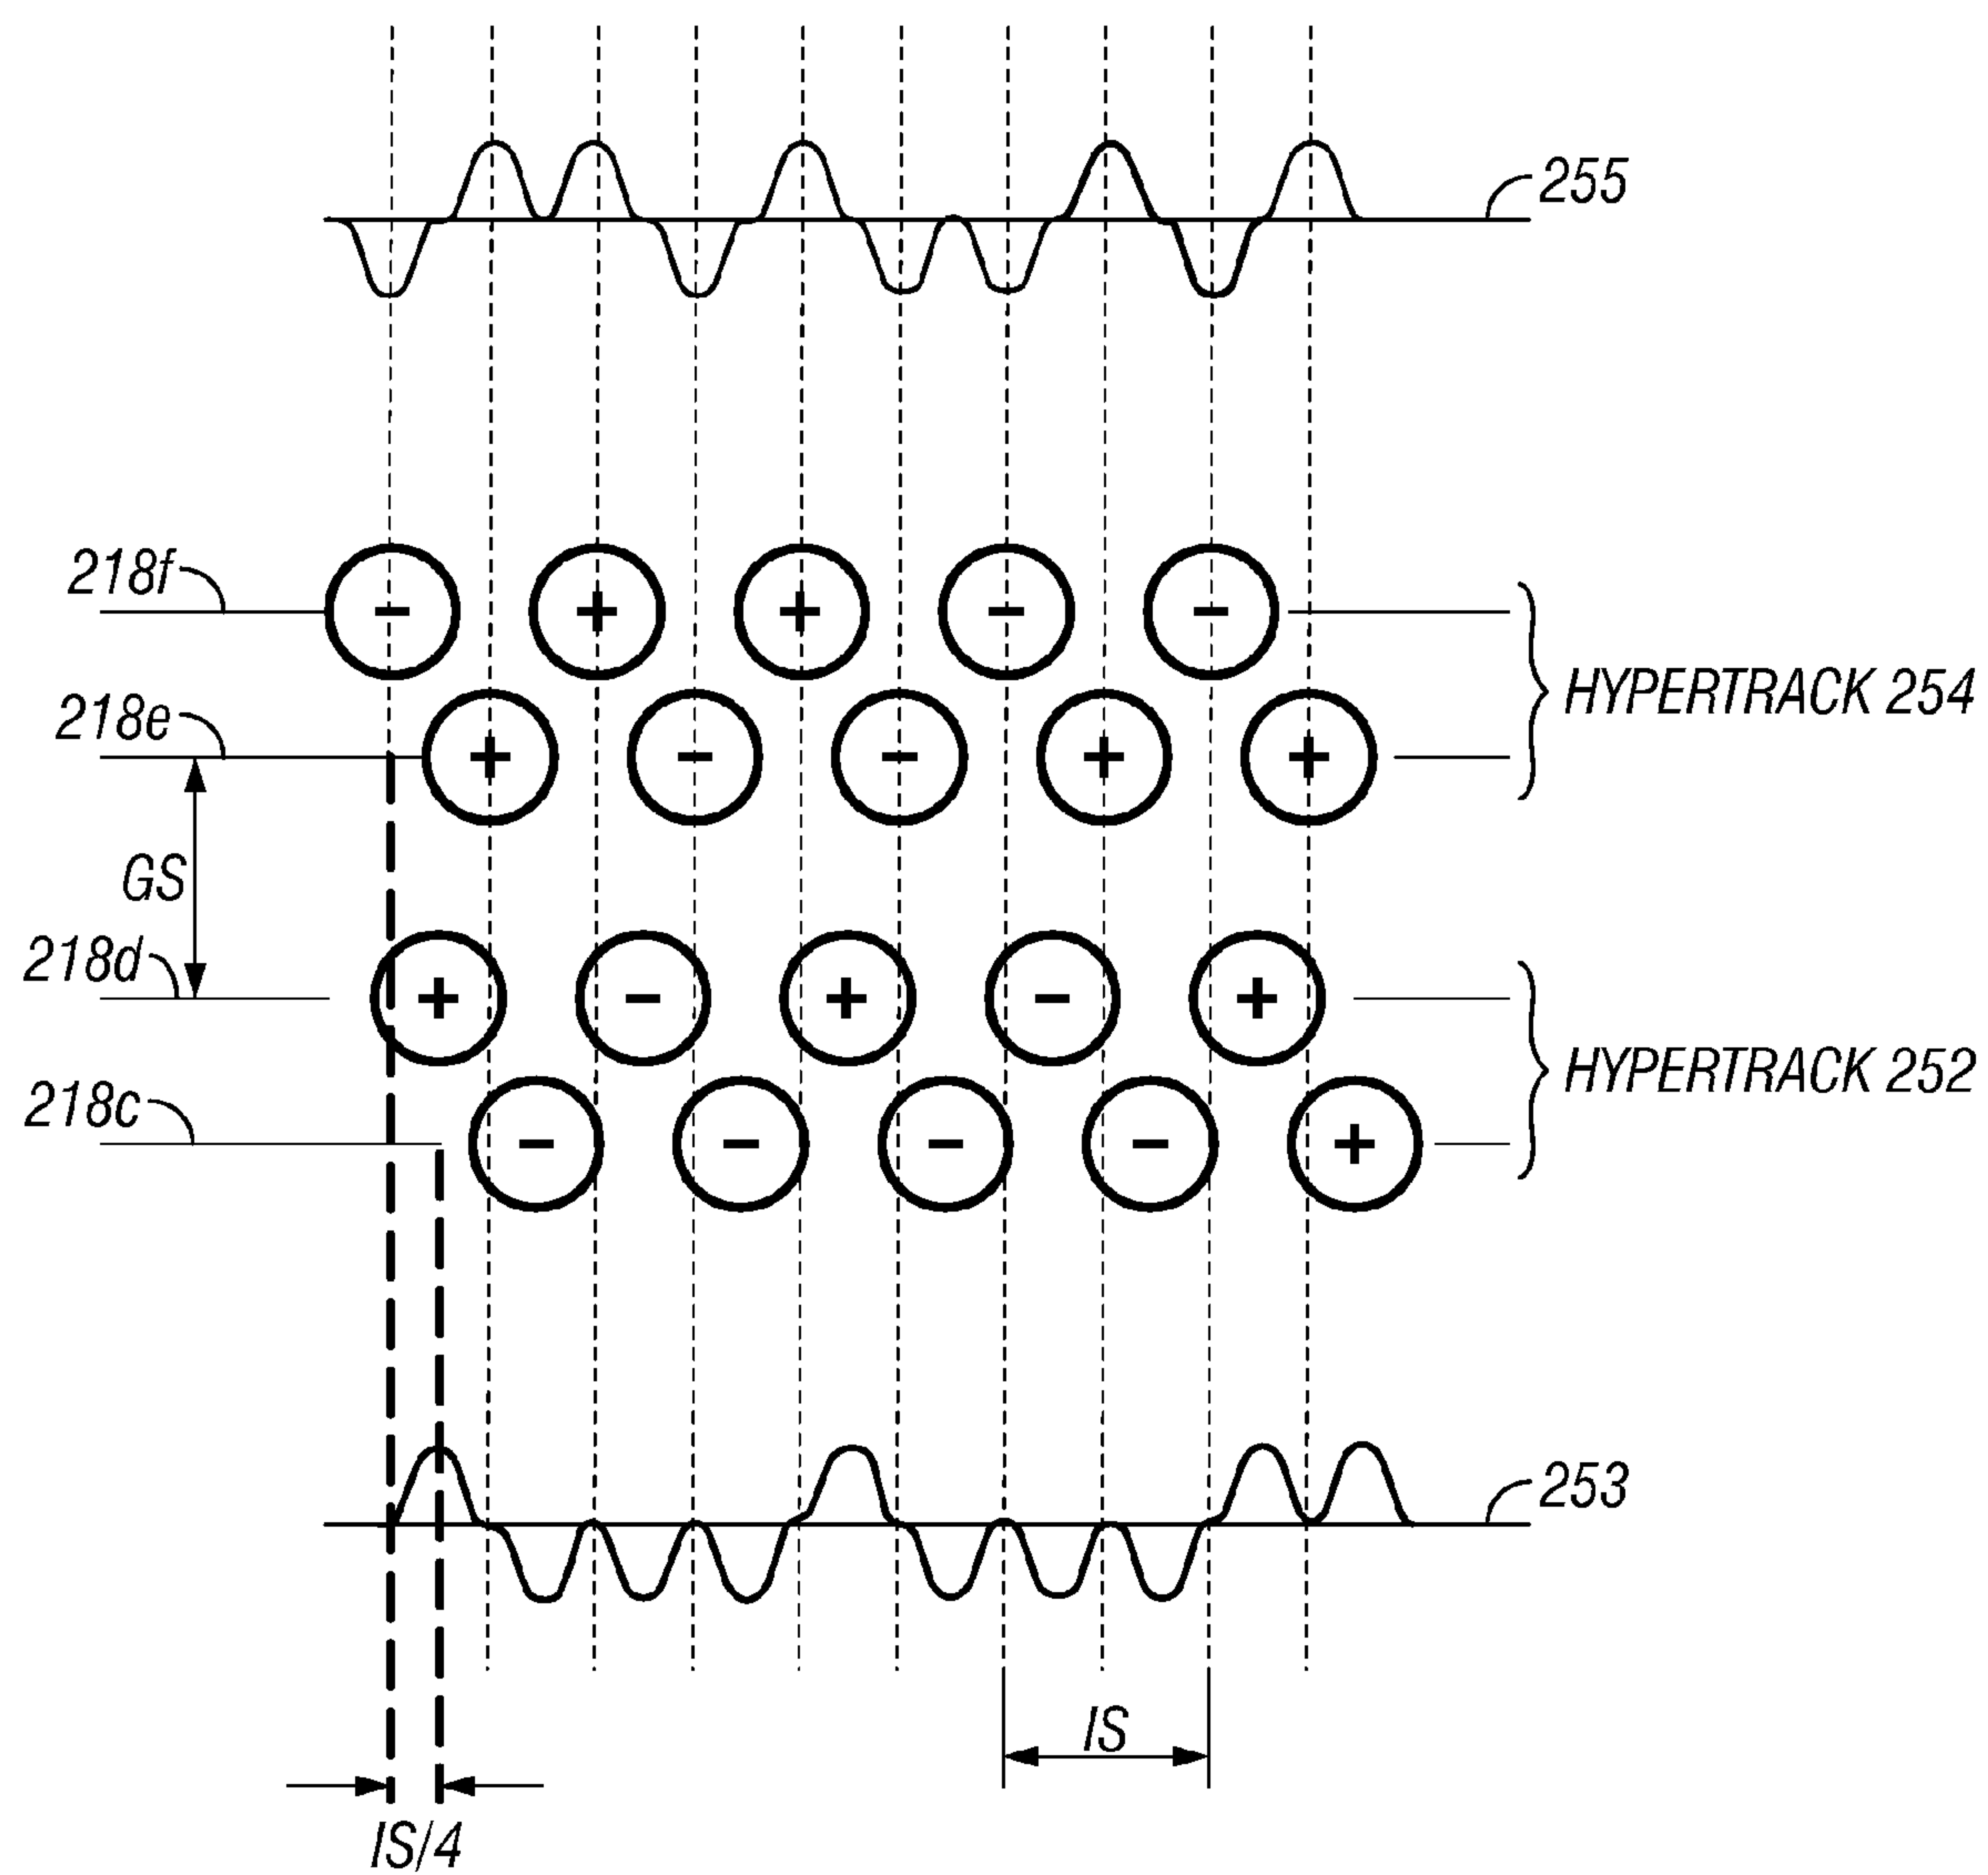 255
218f
- + + - -
HYPERTRACK 254
218e
+ - - + +
GS
218d
+ - + - +
HYPERTRACK 252
218c
- - - - +
253
IS
IS/4